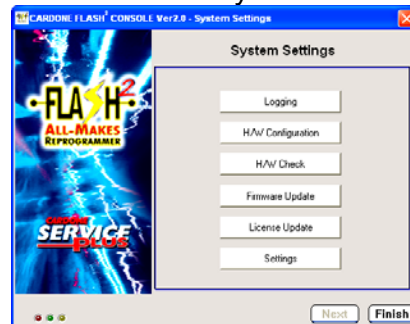 CARDONE FLASH² CONSOLE Ver2.0 - System Settings
System Settings
FLASH²
ALL-MAKES
REPROGRAMMER
CARDONE
SERVICE
PLUS
Logging
H/W Configuration
H/W Check
Firmware Update
License Update
Settings
Next
Finish